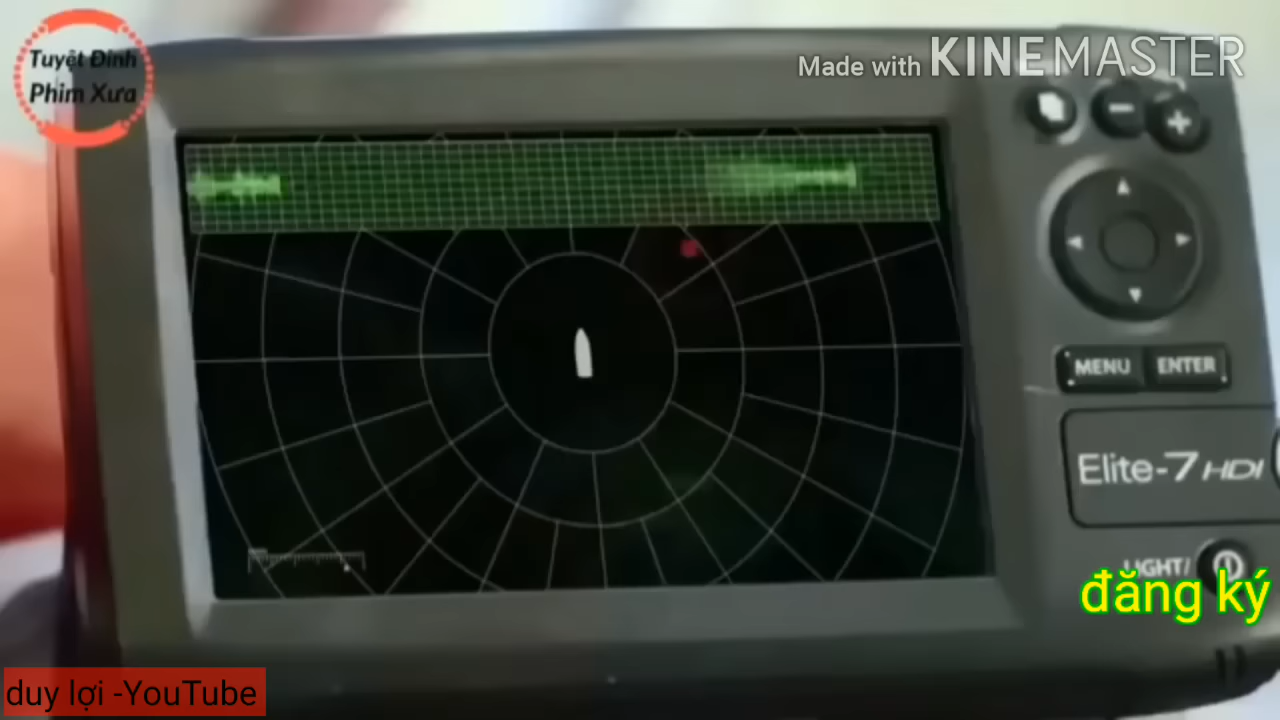 Tuyệt Đỉnh
Phim Xưa
Made with KINEMASTER
MENU
ENTER
Elite-7 HDI
LIGHT/
đăng ký
duy lợi -YouTube